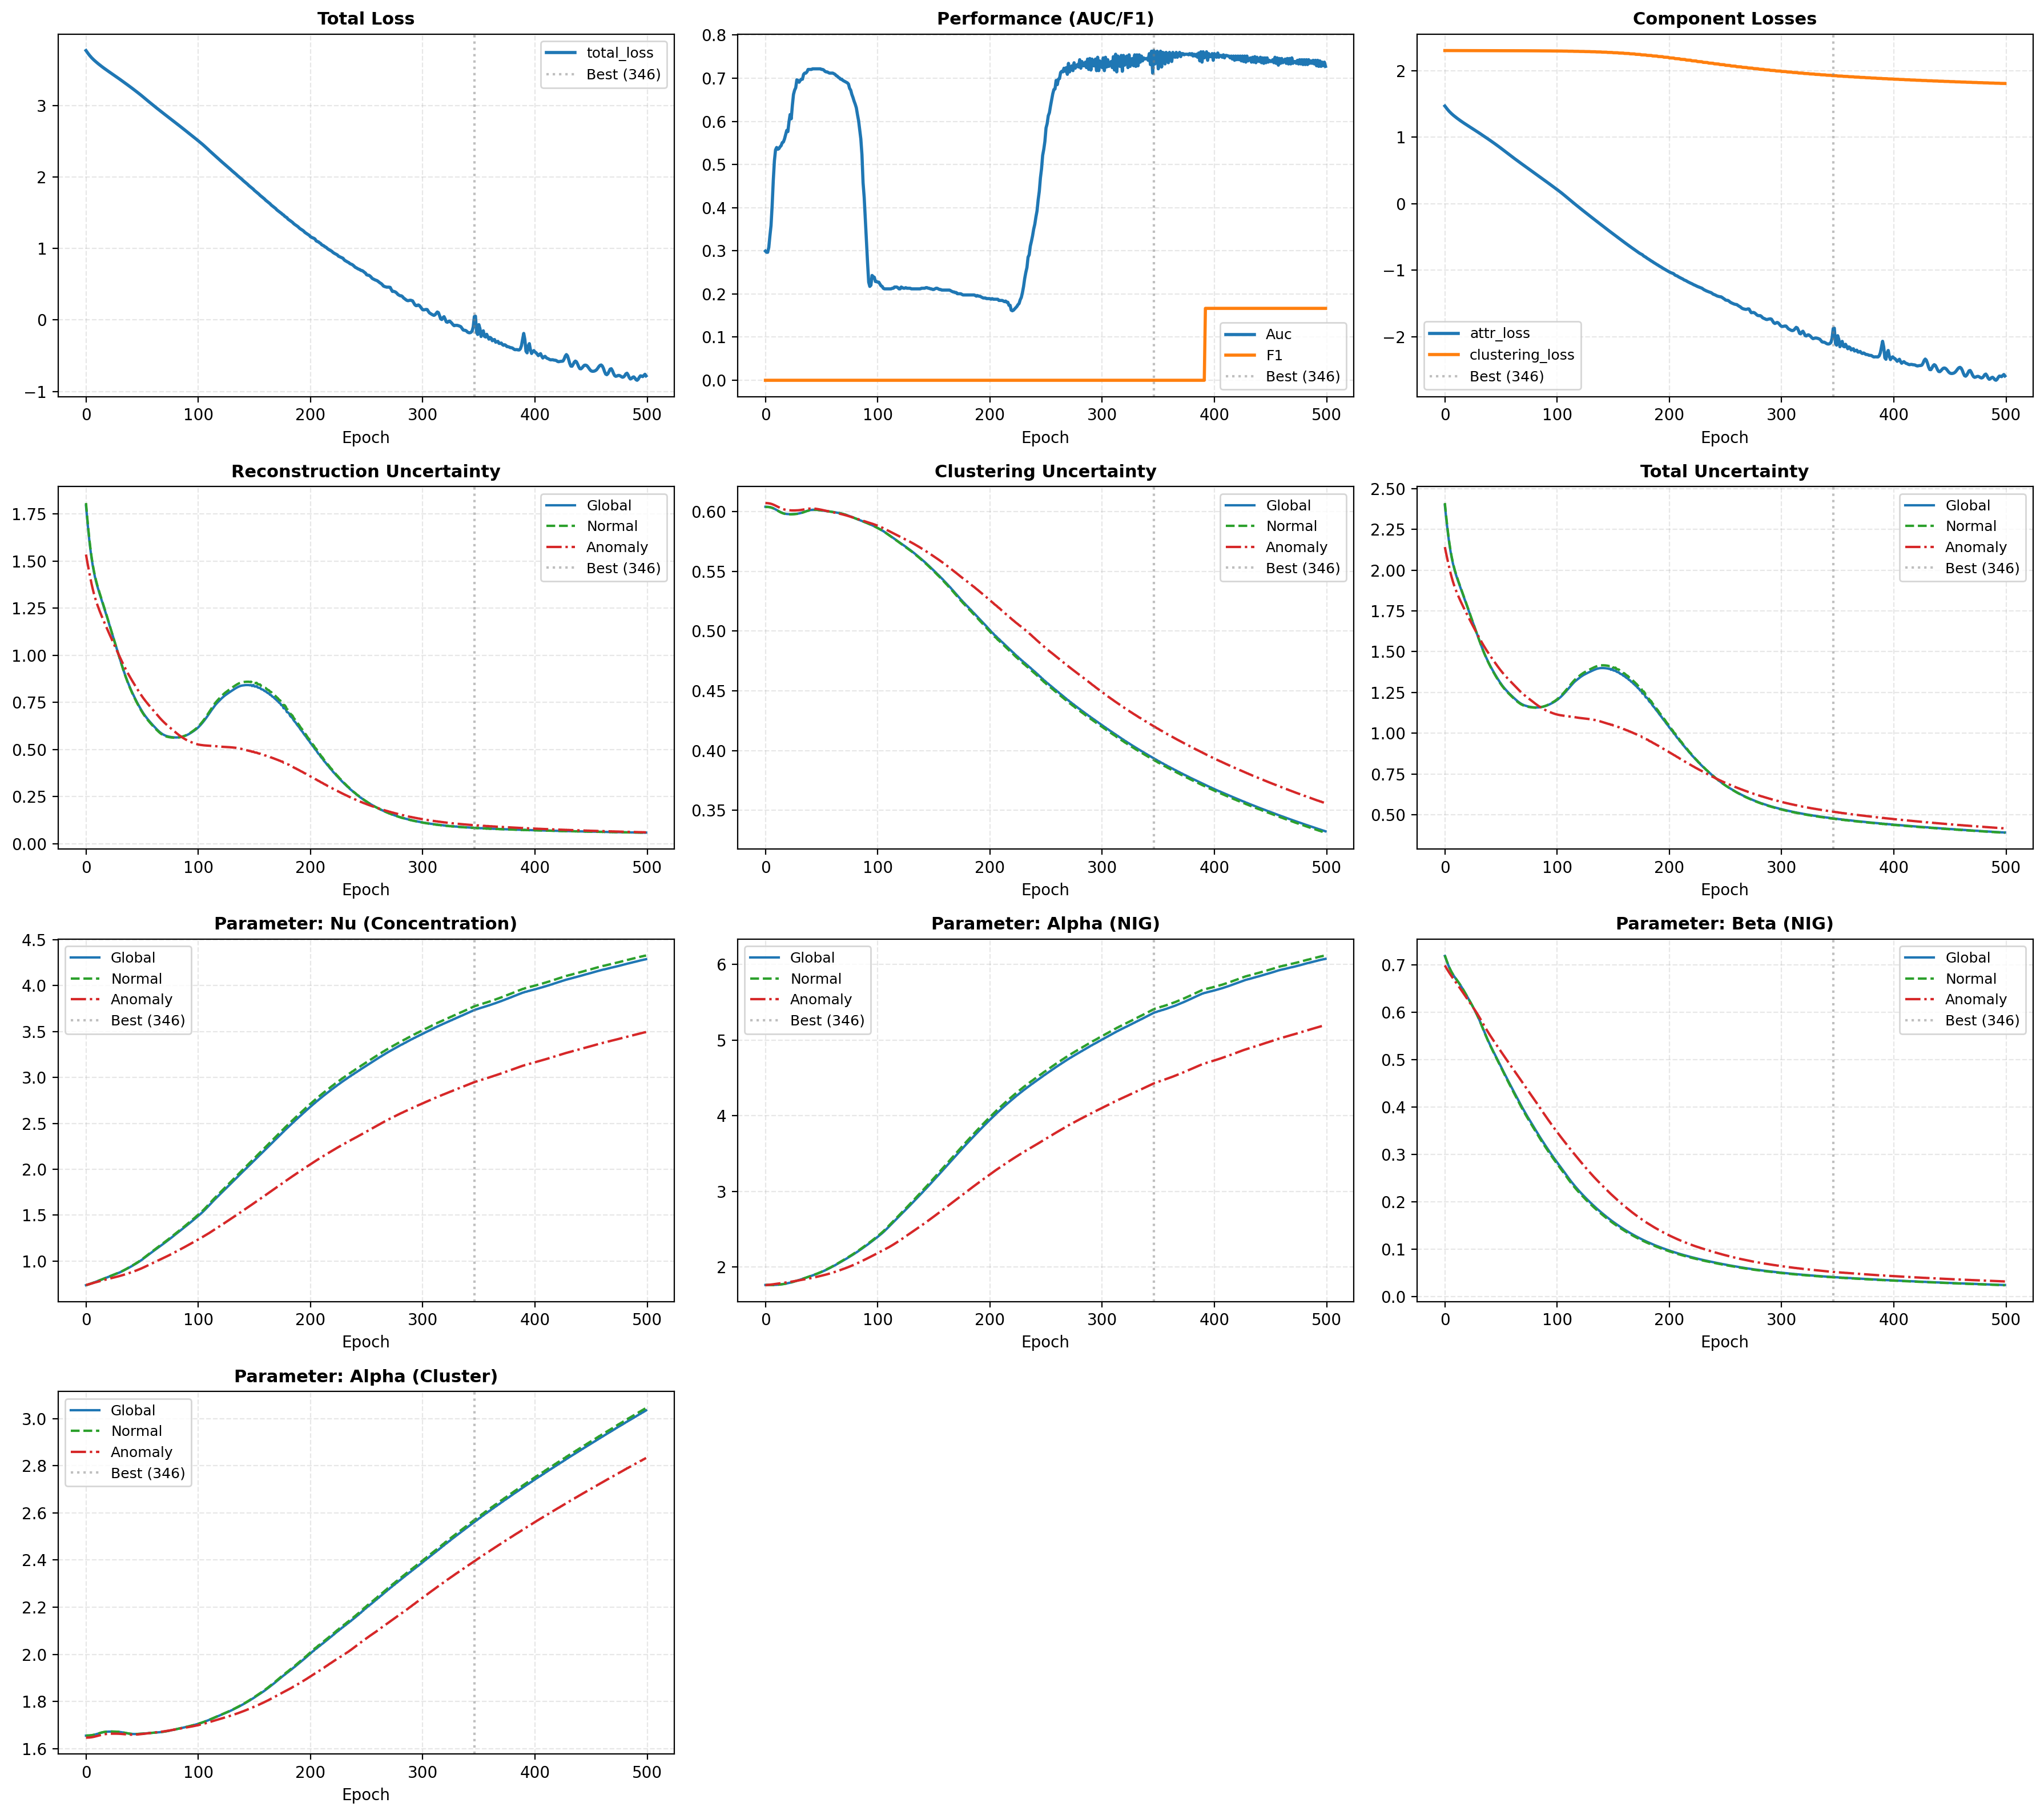 Total Loss
total_loss
Best (346)
3
2
1
0
−1
0 100 200 300 400 500
Epoch
Performance (AUC/F1)
0.8
0.7
0.6
0.5
0.4
0.3
0.2
0.1
0.0
Auc
F1
Best (346)
0 100 200 300 400 500
Epoch
Component Losses
2
1
0
−1
−2
attr_loss
clustering_loss
Best (346)
0 100 200 300 400 500
Epoch
Reconstruction Uncertainty
Global
Normal
Anomaly
Best (346)
1.75
1.50
1.25
1.00
0.75
0.50
0.25
0.00
0 100 200 300 400 500
Epoch
Clustering Uncertainty
Global
Normal
Anomaly
Best (346)
0.60
0.55
0.50
0.45
0.40
0.35
0 100 200 300 400 500
Epoch
Total Uncertainty
Global
Normal
Anomaly
Best (346)
2.50
2.25
2.00
1.75
1.50
1.25
1.00
0.75
0.50
0 100 200 300 400 500
Epoch
Parameter: Nu (Concentration)
Global
Normal
Anomaly
Best (346)
4.5
4.0
3.5
3.0
2.5
2.0
1.5
1.0
0 100 200 300 400 500
Epoch
Parameter: Alpha (NIG)
Global
Normal
Anomaly
Best (346)
6
5
4
3
2
0 100 200 300 400 500
Epoch
Parameter: Beta (NIG)
Global
Normal
Anomaly
Best (346)
0.7
0.6
0.5
0.4
0.3
0.2
0.1
0.0
0 100 200 300 400 500
Epoch
Parameter: Alpha (Cluster)
Global
Normal
Anomaly
Best (346)
3.0
2.8
2.6
2.4
2.2
2.0
1.8
1.6
0 100 200 300 400 500
Epoch